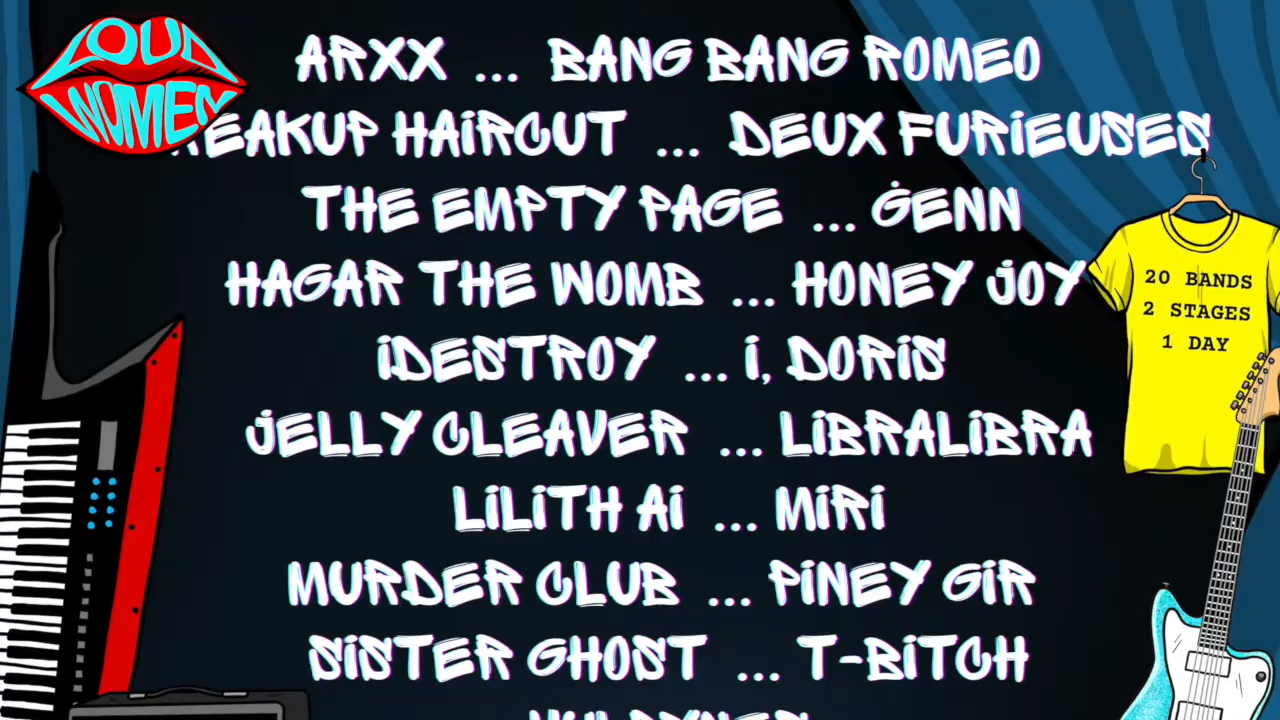 LOUD
WOMEN
ARXX ... BANG BANG ROMEO
EAKUP HAIRCUT ... DEUX FURIEUSES
THE EMPTY PAGE ... ĠENN
HAGAR THE WOMB ... HONEY JOY
IDESTROY ... I, DORIS
JELLY CLEAVER ... LIBRALIBRA
LILITH AI ... MIRI
MURDER CLUB ... PINEY GIR
SISTER GHOST ... T-BITCH
20 BANDS
2 STAGES
1 DAY